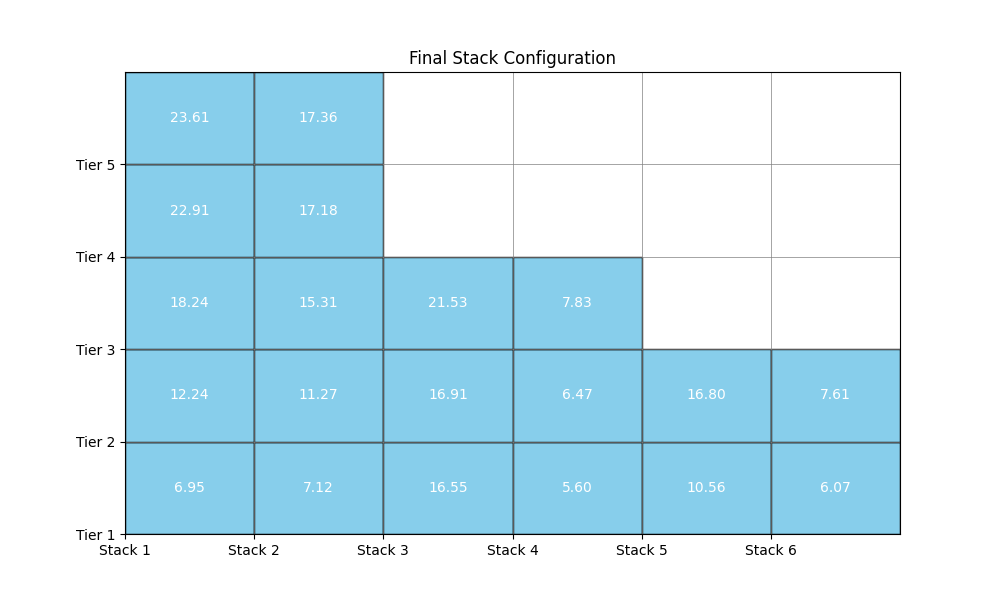 Final Stack Configuration
23.61 17.36
Tier 5
22.91 17.18
Tier 4
18.24 15.31 21.53 7.83
Tier 3
12.24 11.27 16.91 6.47 16.80 7.61
Tier 2
6.95 7.12 16.55 5.60 10.56 6.07
Tier 1
Stack 1 Stack 2 Stack 3 Stack 4 Stack 5 Stack 6